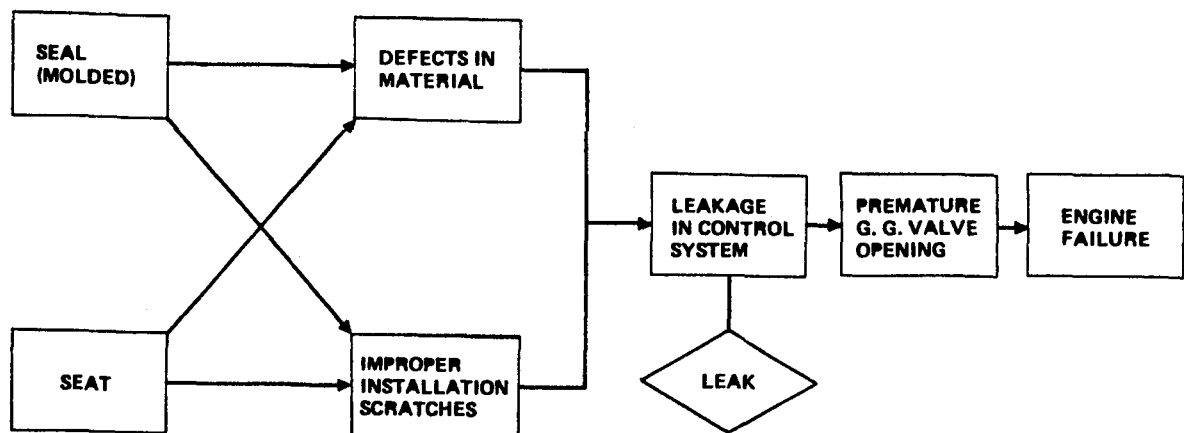 SEAL
(MOLDED)
DEFECTS IN
MATERIAL
LEAKAGE
IN CONTROL
SYSTEM
PREMATURE
G. G. VALVE
OPENING
ENGINE
FAILURE
SEAT
IMPROPER
INSTALLATION
SCRATCHES
LEAK